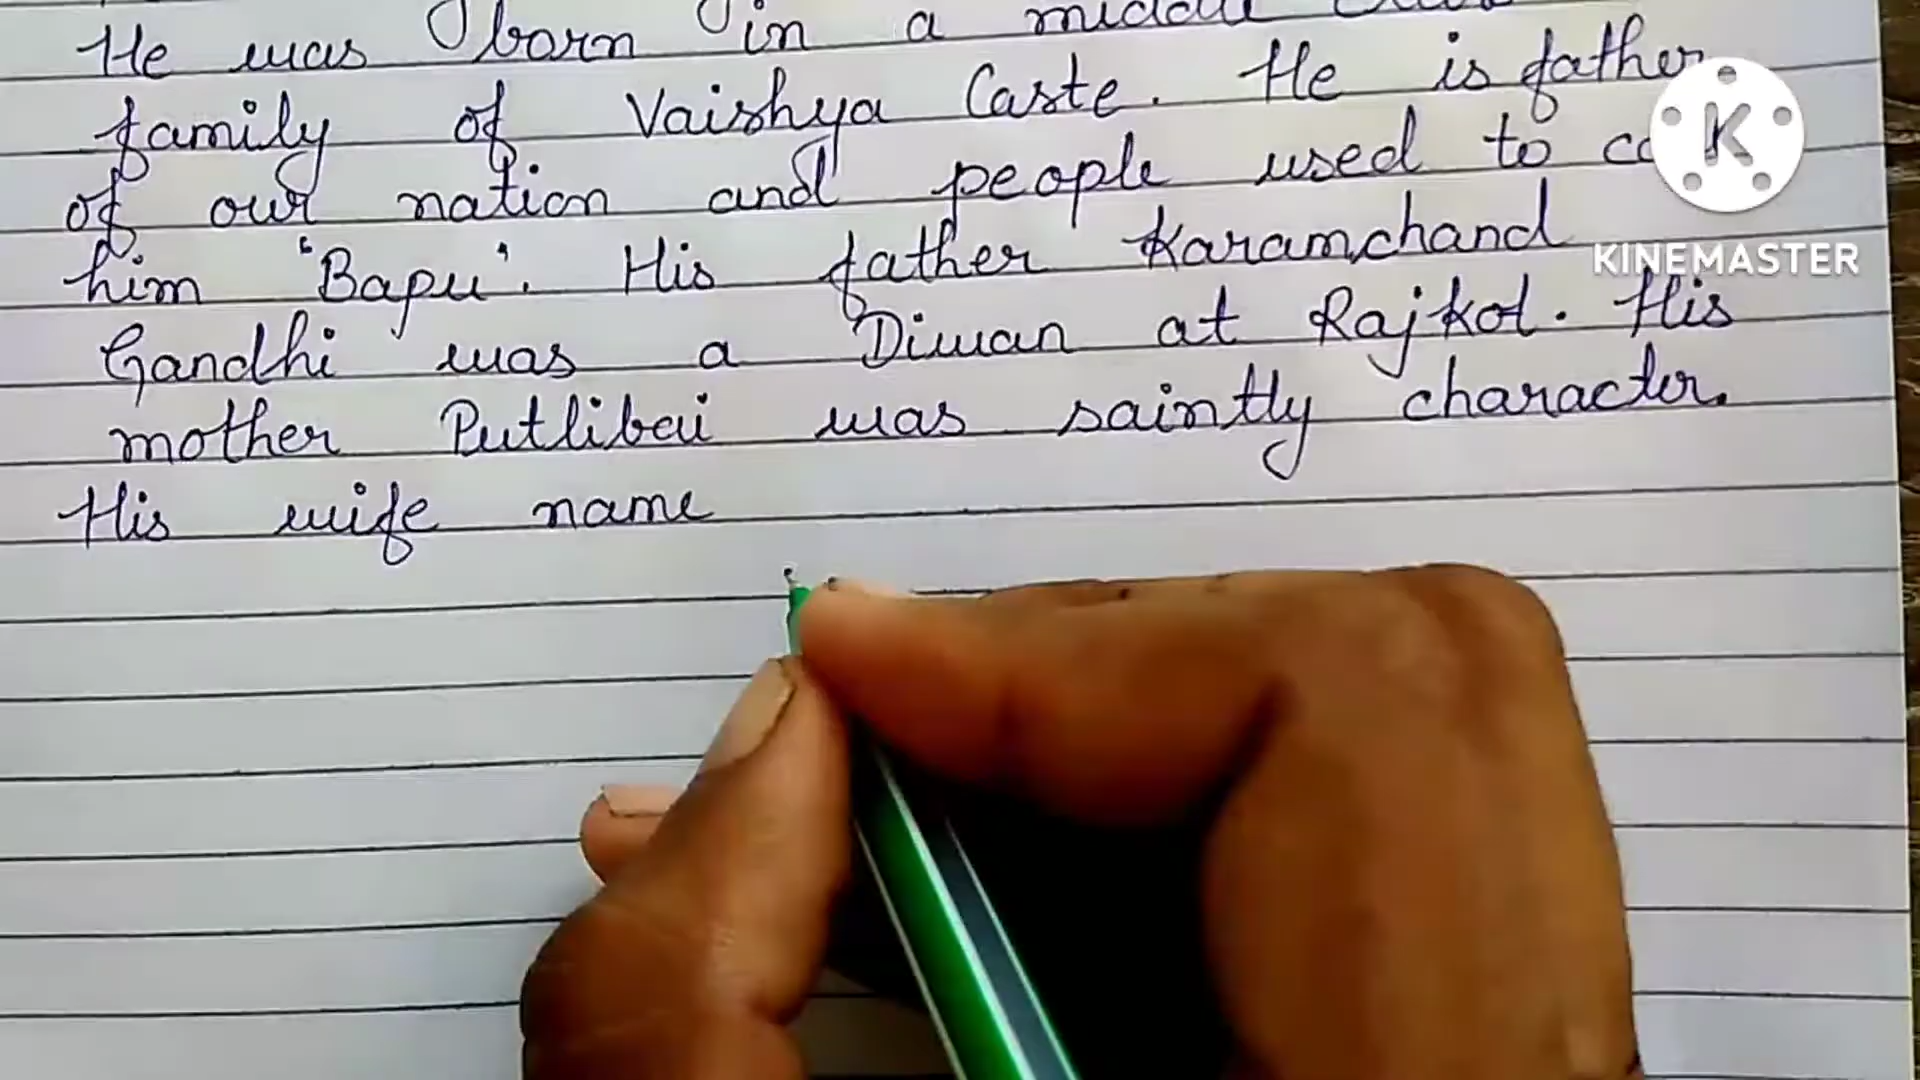 He was born in a middle
family of Vaishya Caste. He is father
of our nation and people used to
him 'Bapu'. His father Karamchand
Gandhi was a Diwan at Rajkot. His
mother Putlibai was saintly character.
His wife name
K
KINEMASTER